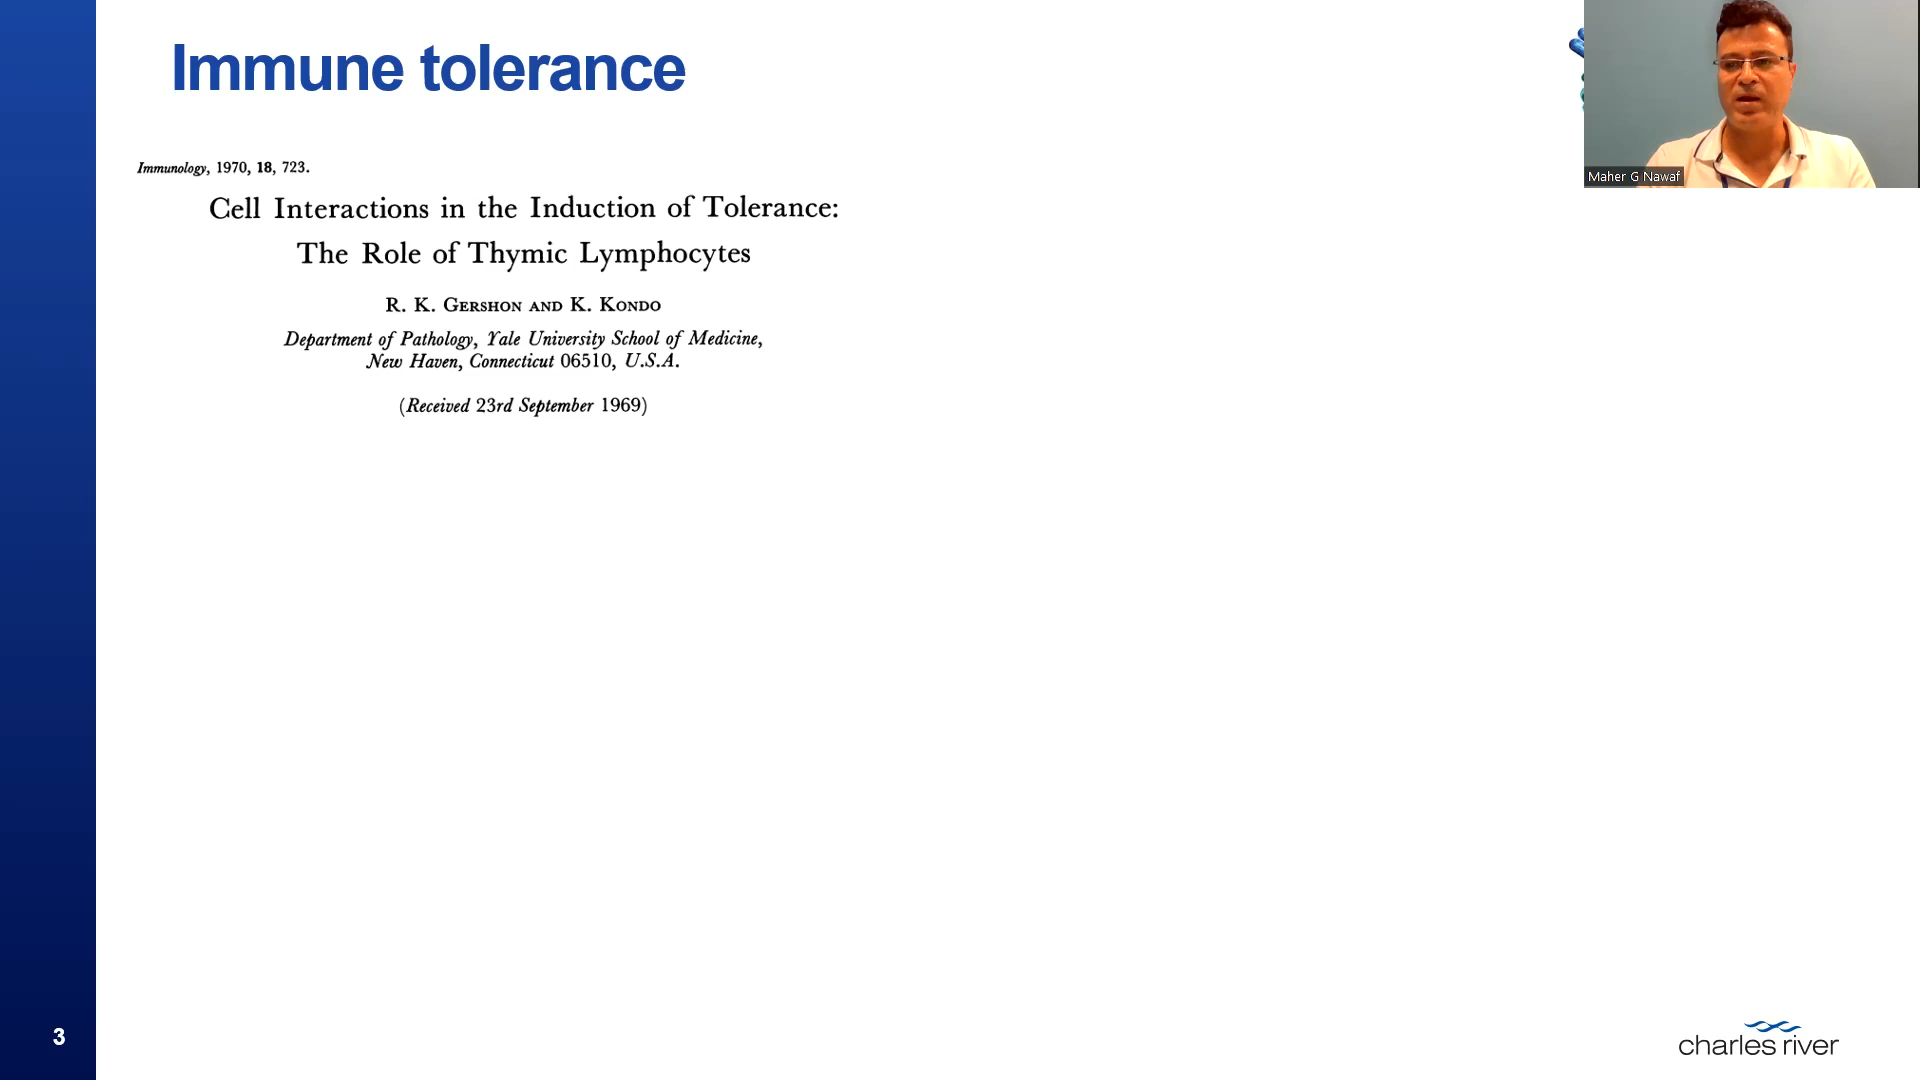 Immune tolerance
Maher G Nawaf
Immunology, 1970, 18, 723.
Cell Interactions in the Induction of Tolerance:
The Role of Thymic Lymphocytes
R. K. GERSHON AND K. KONDO
Department of Pathology, Yale University School of Medicine,
New Haven, Connecticut 06510, U.S.A.
(Received 23rd September 1969)
3
charles river